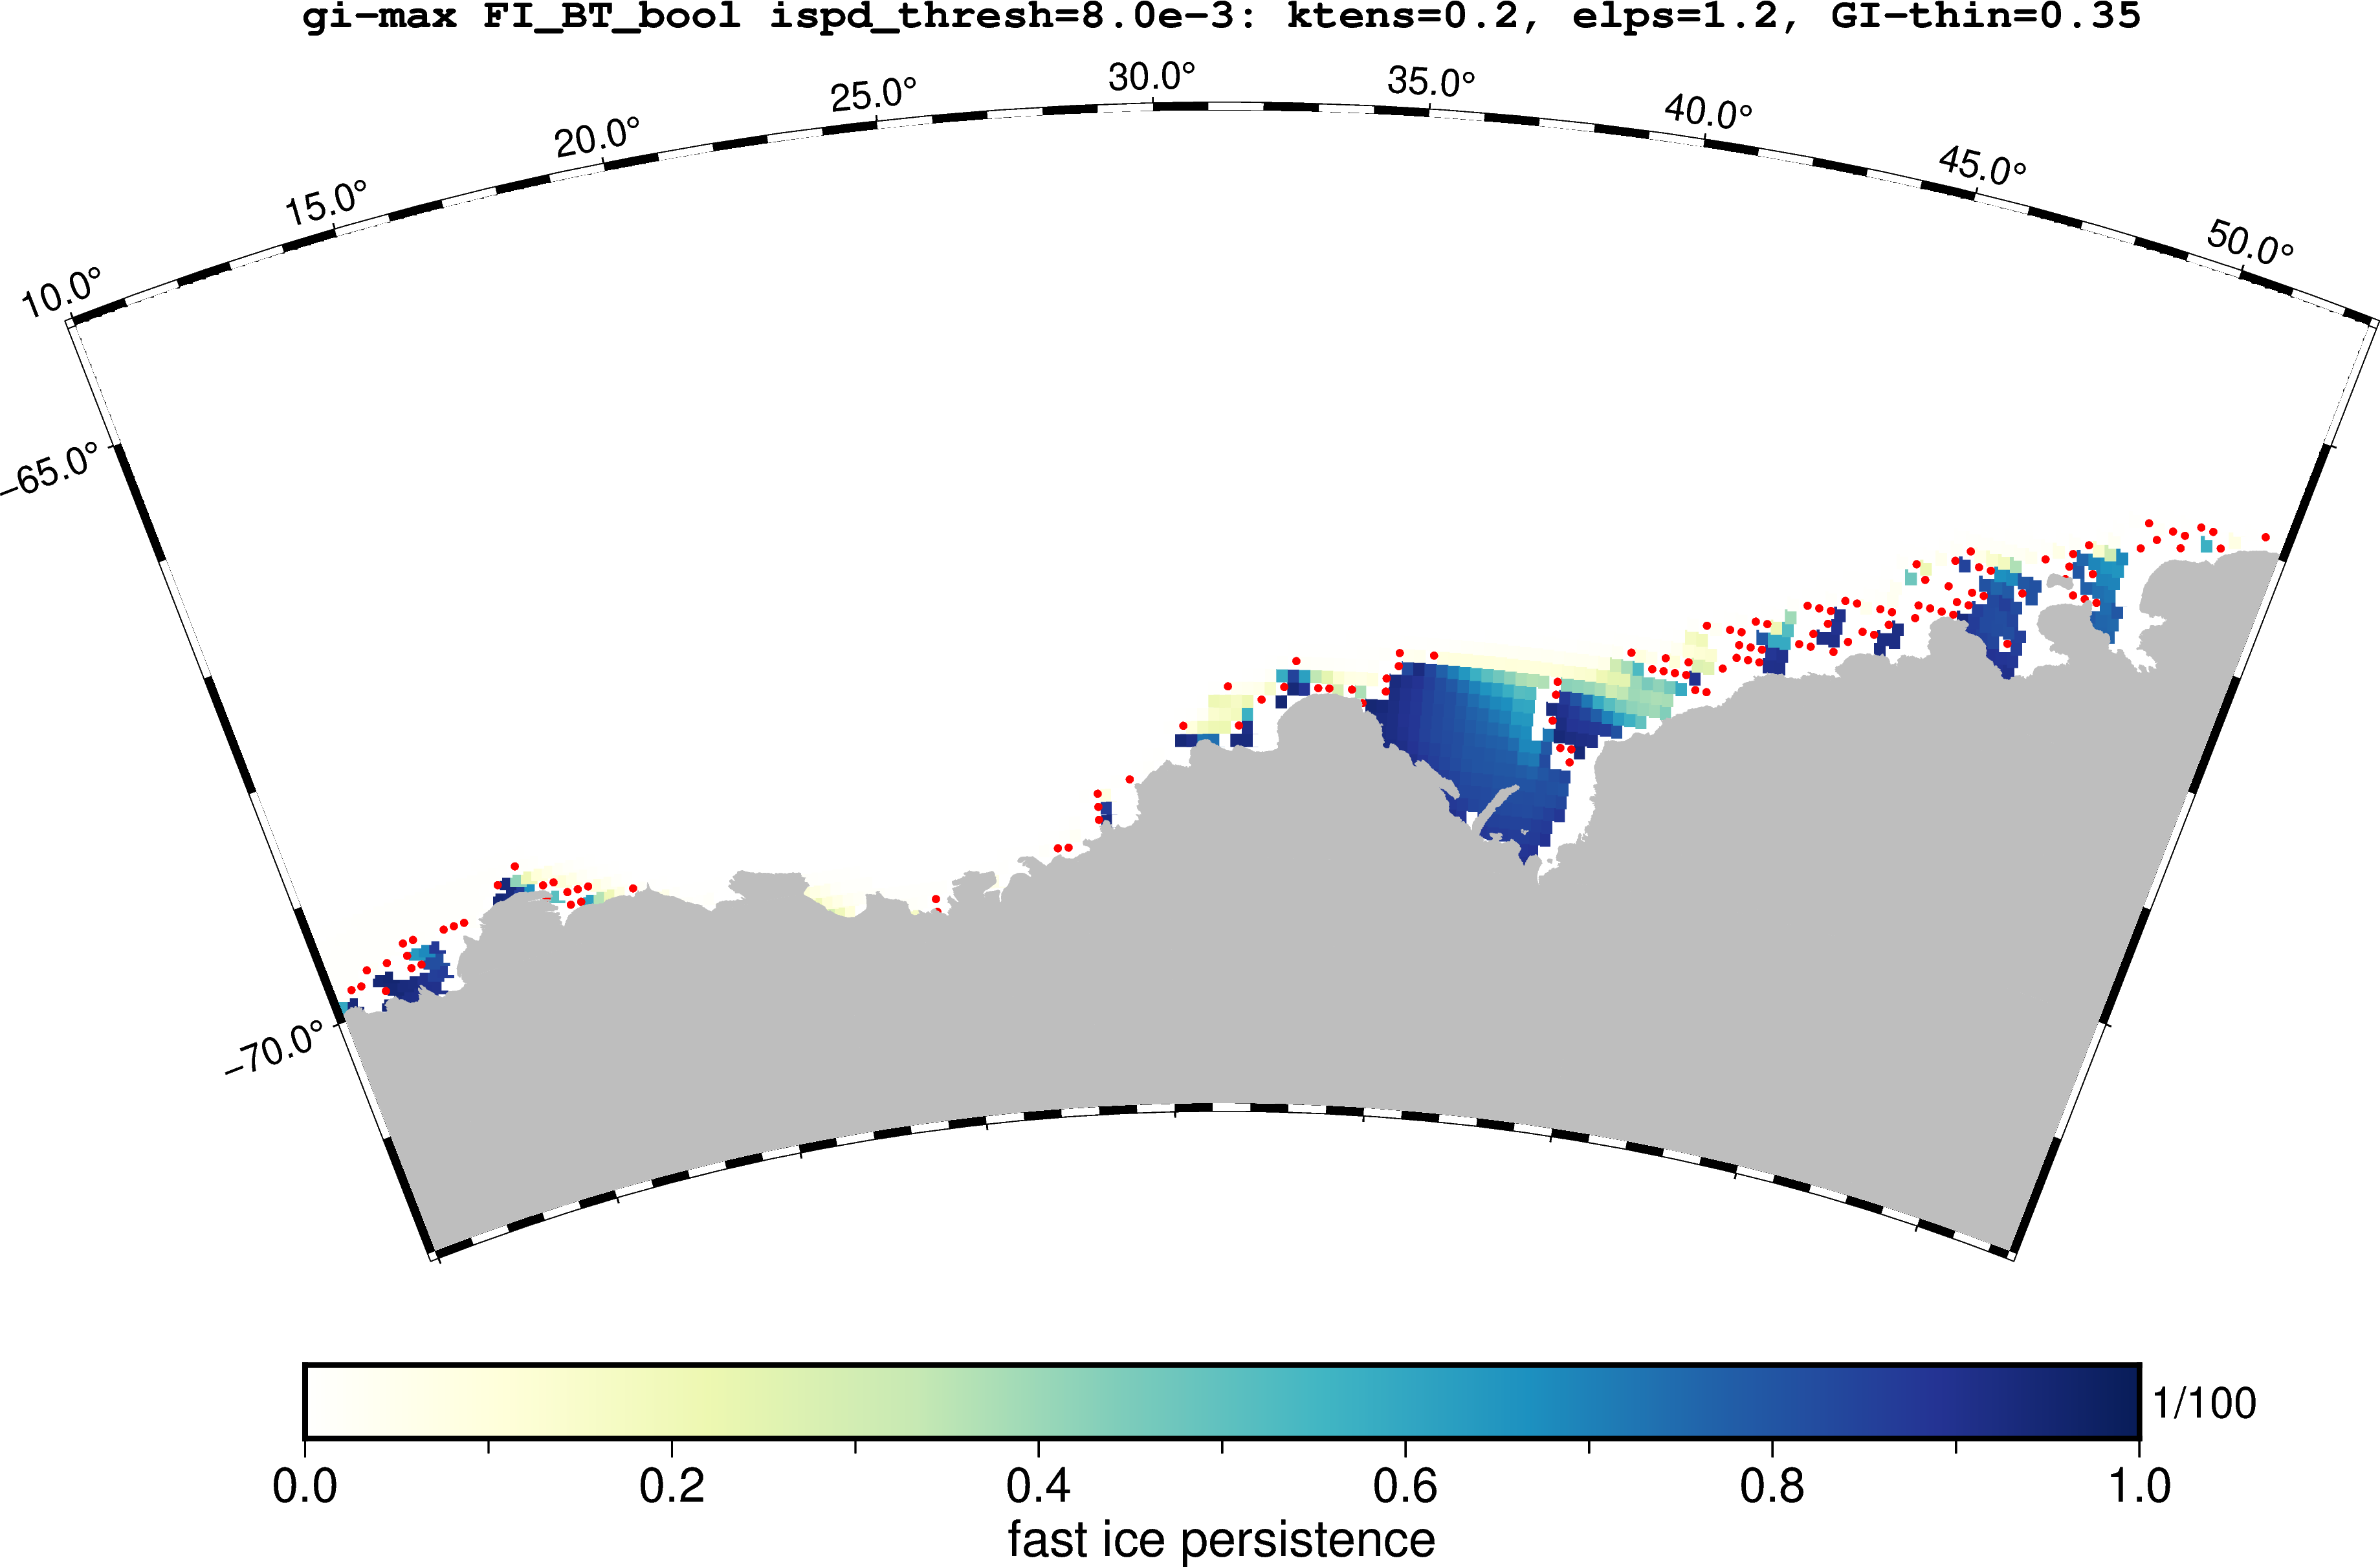 gi-max FI_BT_bool ispd_thresh=8.0e-3: ktens=0.2, elps=1.2, GI-thin=0.35
10.0° 15.0° 20.0° 25.0° 30.0° 35.0° 40.0° 45.0° 50.0°
-65.0°
-70.0°
1/100
0.0 0.2 0.4 0.6 0.8 1.0
fast ice persistence